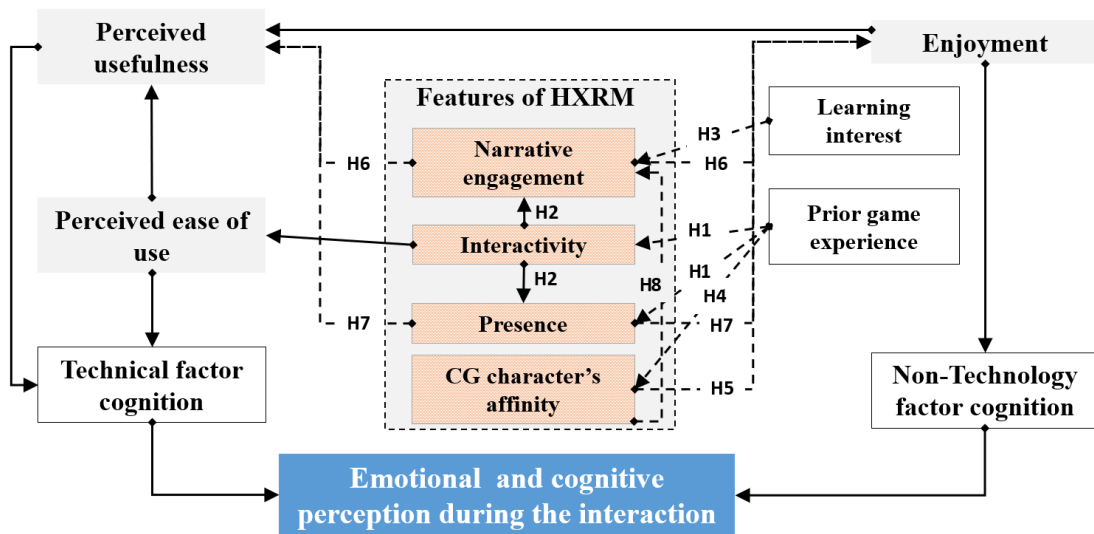 Perceived
usefulness
Enjoyment
Features of HXRM
Learning
interest
H3
Narrative
engagement
H6
H6
Prior game
experience
H2
Perceived ease of
use
Interactivity
H1
H2
H1
H8
H4
Presence
H7
H7
Technical factor
cognition
CG character's
affinity
H5
Non-Technology
factor cognition
Emotional and cognitive
perception during the interaction